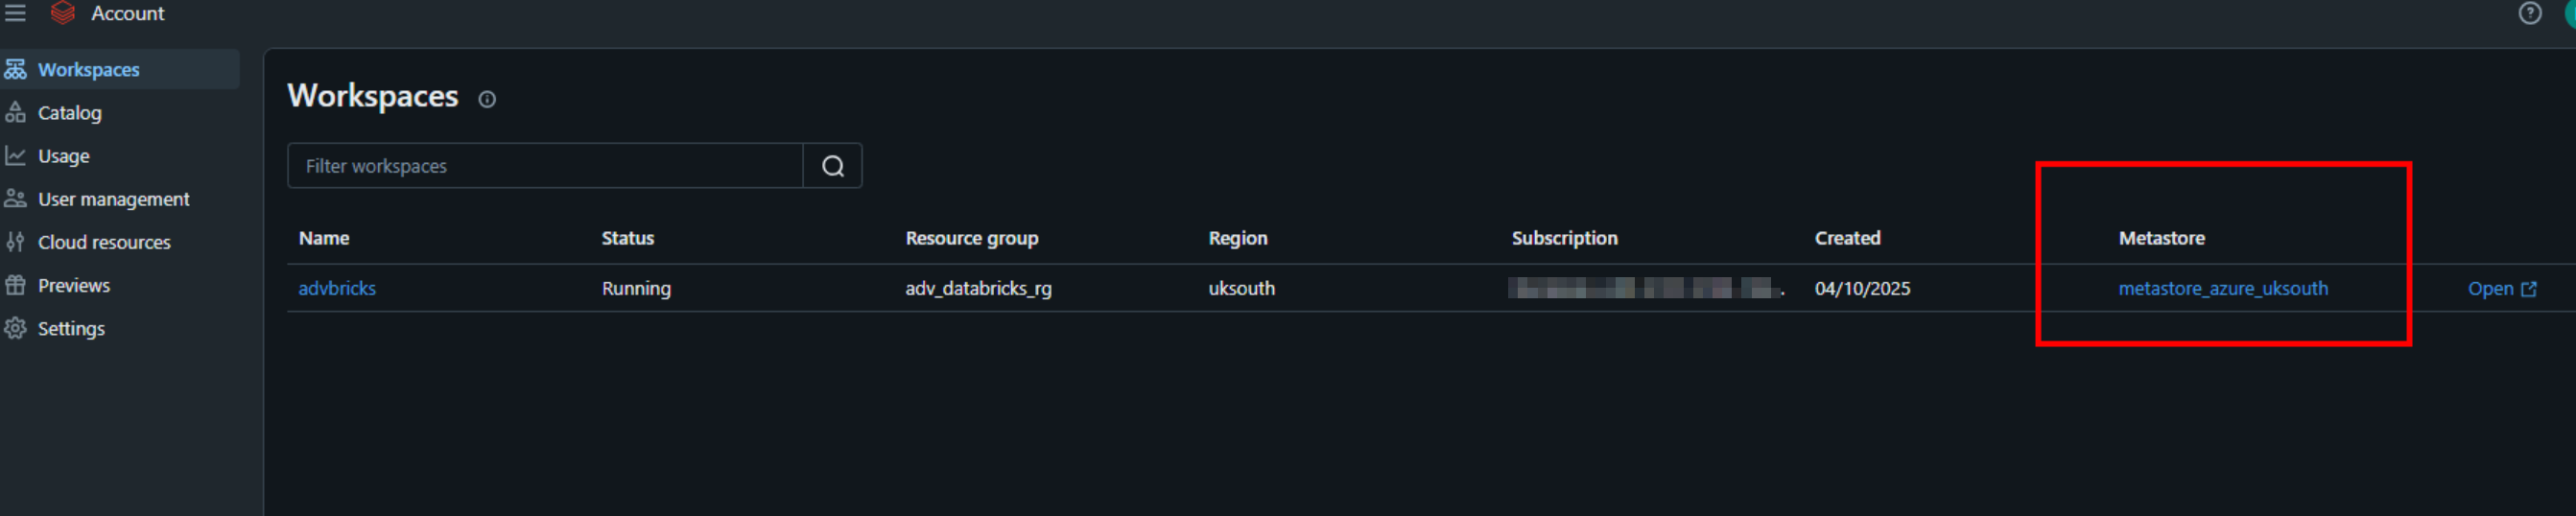 Account
Workspaces
Catalog
Usage
User management
Cloud resources
Previews
Settings
Workspaces
Filter workspaces
Name Status Resource group Region Subscription Created Metastore
advbricks Running adv_databricks_rg uksouth 04/10/2025 metastore_azure_uksouth Open